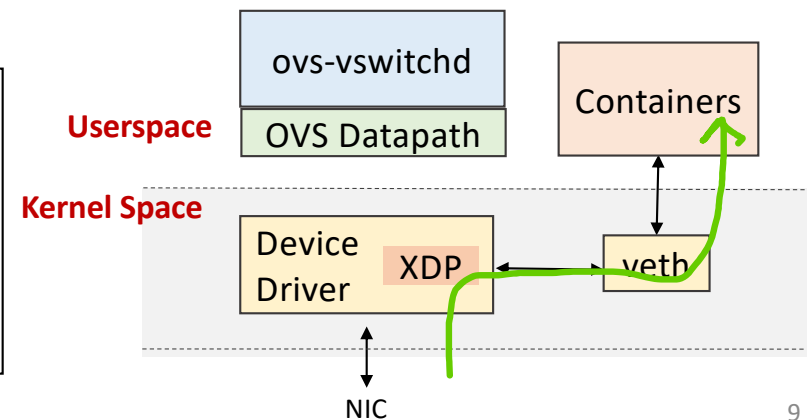 ovs-vswitchd
Containers
Userspace
OVS Datapath
Kernel Space
Device
Driver
XDP
veth
NIC
9